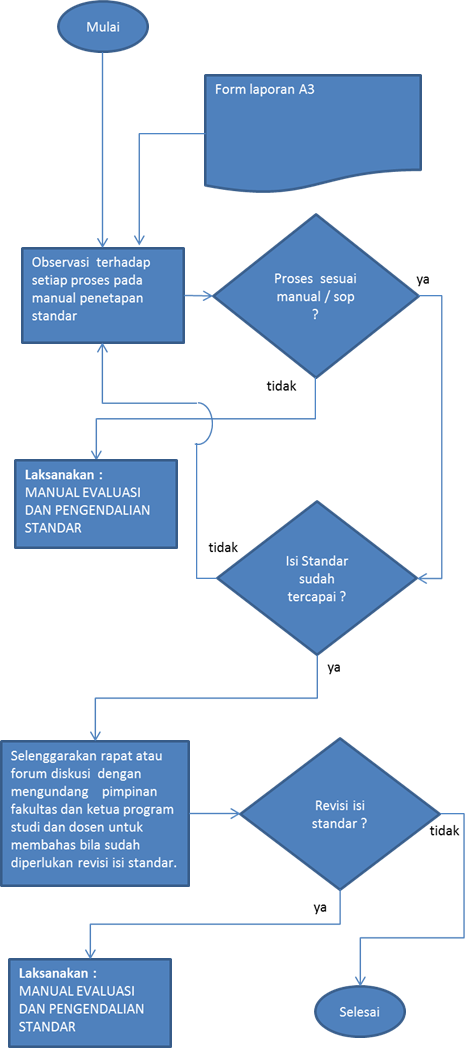 Mulai
Form laporan A3
Observasi terhadap
setiap proses pada
manual penetapan
standar
Proses sesuai
manual / sop
?
ya
tidak
Laksanakan :
MANUAL EVALUASI
DAN PENGENDALIAN
STANDAR
Isi Standar
sudah
tercapai ?
tidak
ya
Selenggarakan rapat atau
forum diskusi dengan
mengundang pimpinan
fakultas dan ketua program
studi dan dosen untuk
membahas bila sudah
diperlukan revisi isi standar.
Revisi isi
standar ?
tidak
ya
Laksanakan :
MANUAL EVALUASI
DAN PENGENDALIAN
STANDAR
Selesai